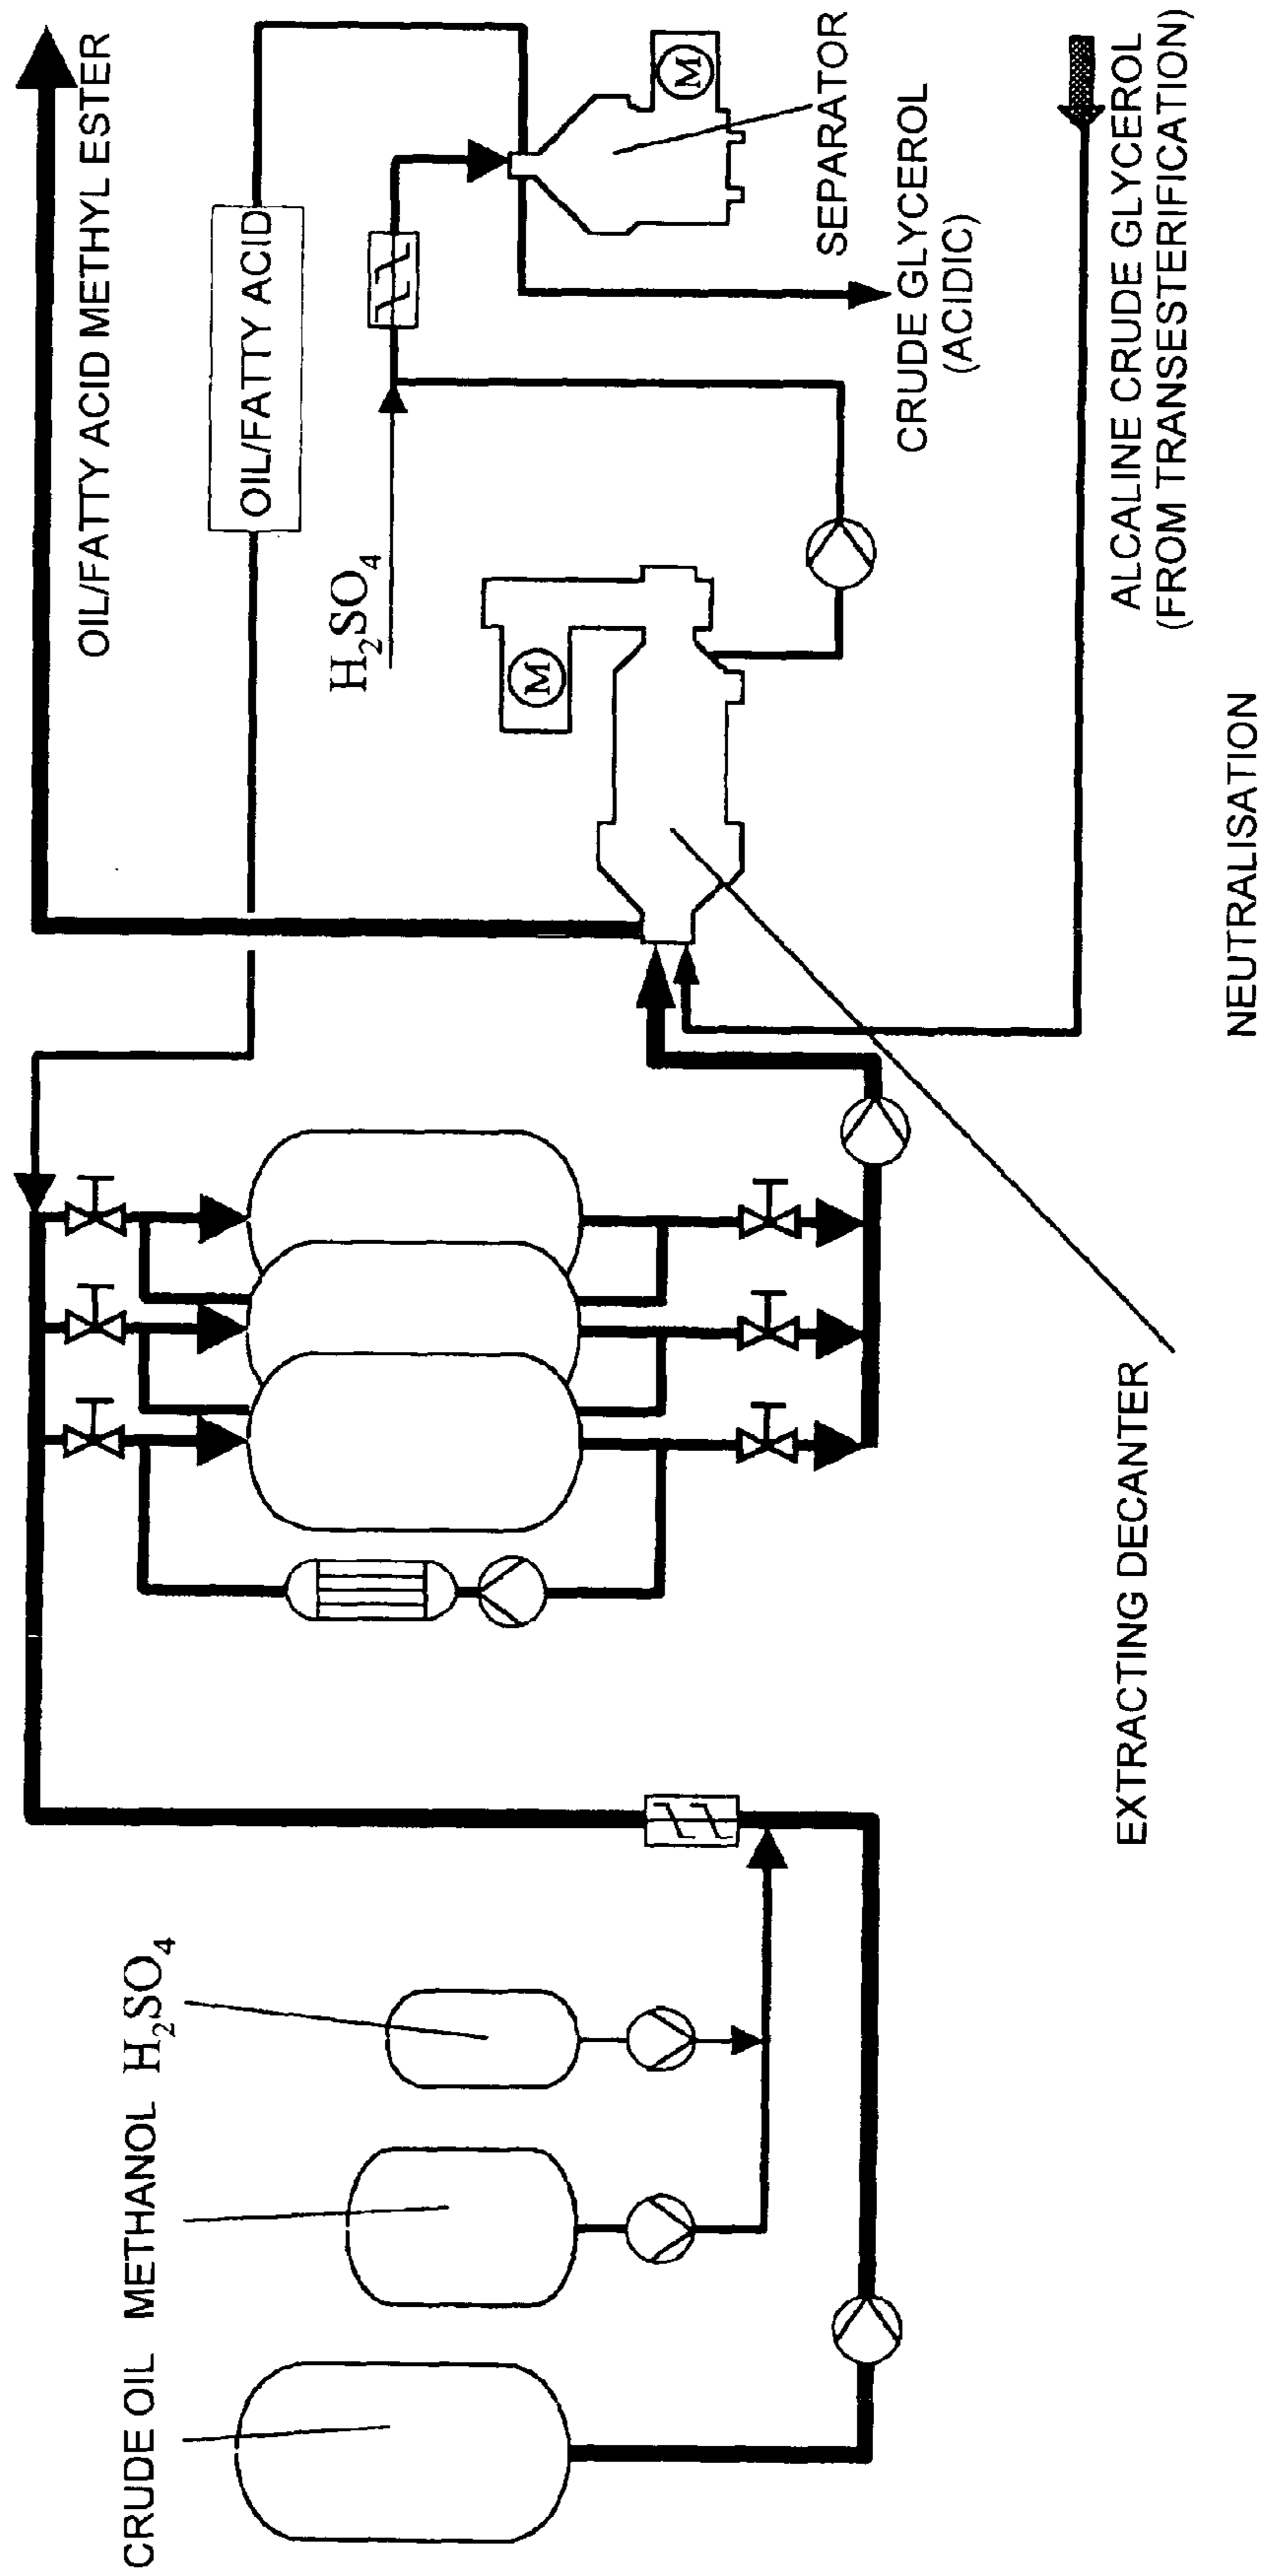 CRUDE OIL
METHANOL
H₂SO₄
OIL/FATTY ACID METHYL ESTER
OIL/FATTY ACID
H₂SO₄
M
M
SEPARATOR
CRUDE GLYCEROL
(ACIDIC)
ALCALINE CRUDE GLYCEROL
(FROM TRANSESTERIFICATION)
EXTRACTING DECANTER
NEUTRALISATION